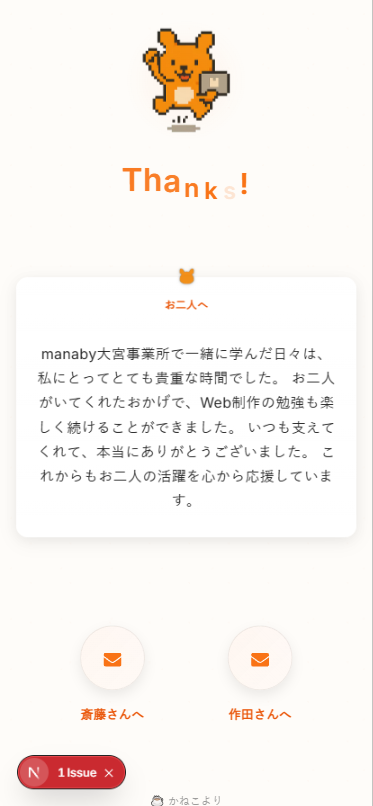 Thanks!
お二人へ
manaby大宮事業所で一緒に学んだ日々は、
私にとってとても貴重な時間でした。 お二人
がいてくれたおかげで、Web制作の勉強も楽
しく続けることができました。 いつも支えて
くれて、本当にありがとうございました。 こ
れからもお二人の活躍を心から応援していま
す。
斎藤さんへ
作田さんへ
N
1 Issue
かねこより